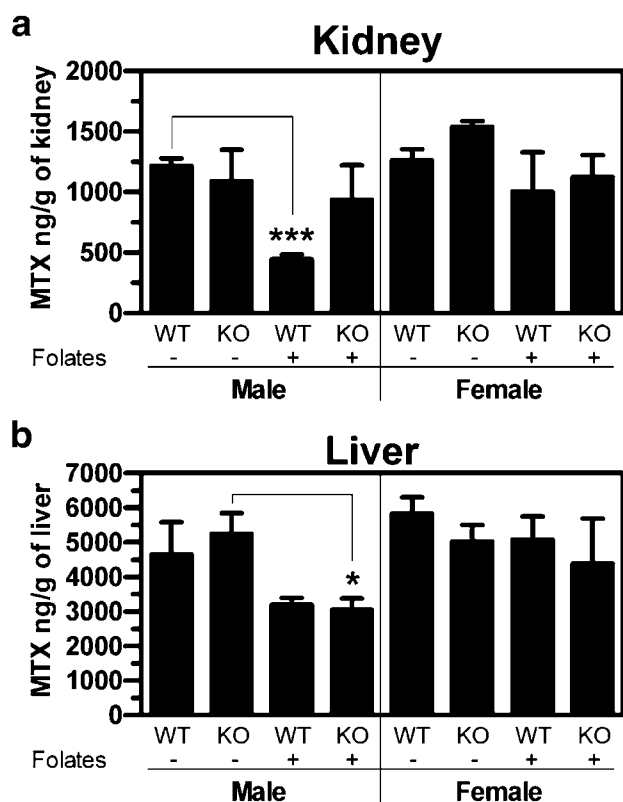 a
Kidney
MTX ng/g of kidney
2000
1500
1000
500
0
***
WT KO WT KO WT KO WT KO
Folates - - + + - - + +
Male Female
b
Liver
MTX ng/g of liver
7000
6000
5000
4000
3000
2000
1000
0
*
WT KO WT KO WT KO WT KO
Folates - - + + - - + +
Male Female